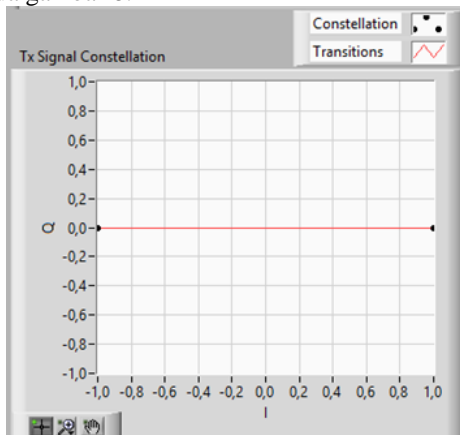 Constellation
Transitions
Tx Signal Constellation
1,0
0,8
0,6
0,4
0,2
Q 0,0
-0,2
-0,4
-0,6
-0,8
-1,0
-1,0 -0,8 -0,6 -0,4 -0,2 0,0 0,2 0,4 0,6 0,8 1,0
I